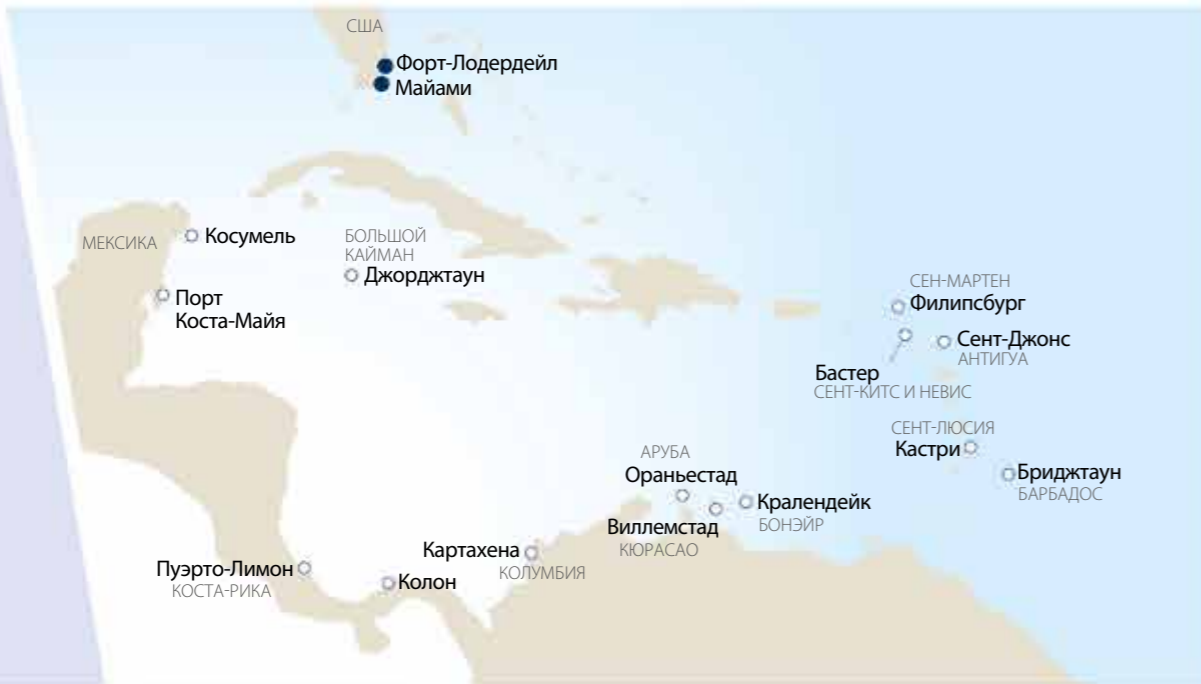 США
Форт-Лодердейл
Майами
МЕКСИКА
Косумель
БОЛЬШОЙ
КАЙМАН
Джорджтаун
Порт
Коста-Майя
СЕН-МАРТЕН
Филипсбург
Сент-Джонс
АНТИГУА
Бастер
СЕНТ-КИТС И НЕВИС
СЕНТ-ЛЮСИЯ
Кастри
Бриджтаун
БАРБАДОС
АРУБА
Ораньестад
Кралендейк
БОНЭЙР
Виллемстад
КЮРАСАО
Картахена
КОЛУМБИЯ
Пуэрто-Лимон
КОСТА-РИКА
Колон